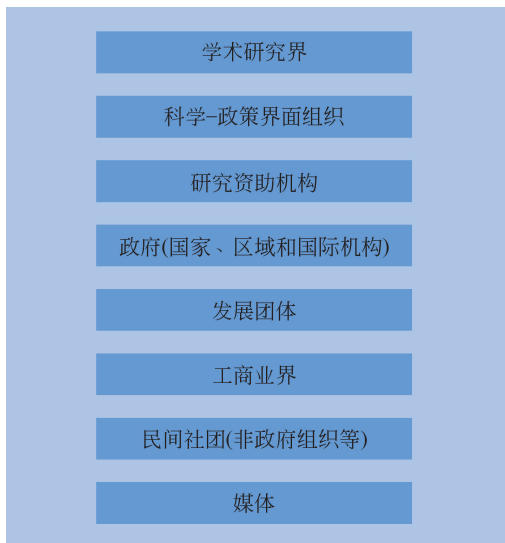 学术研究界
科学–政策界面组织
研究资助机构
政府(国家、区域和国际机构)
发展团体
工商业界
民间社团(非政府组织等)
媒体